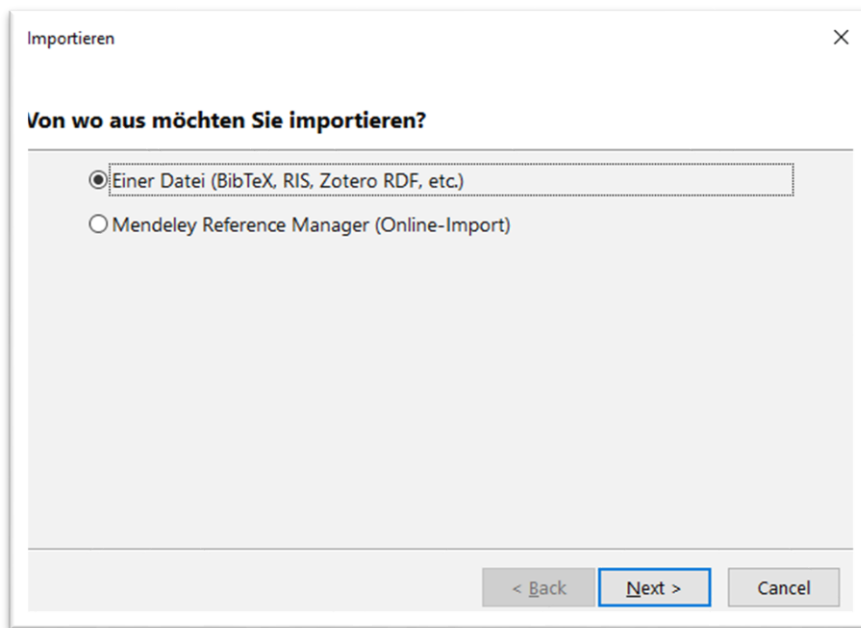 Importieren
Von wo aus möchten Sie importieren?
Einer Datei (BibTeX, RIS, Zotero RDF, etc.)
Mendeley Reference Manager (Online-Import)
< Back
Next >
Cancel